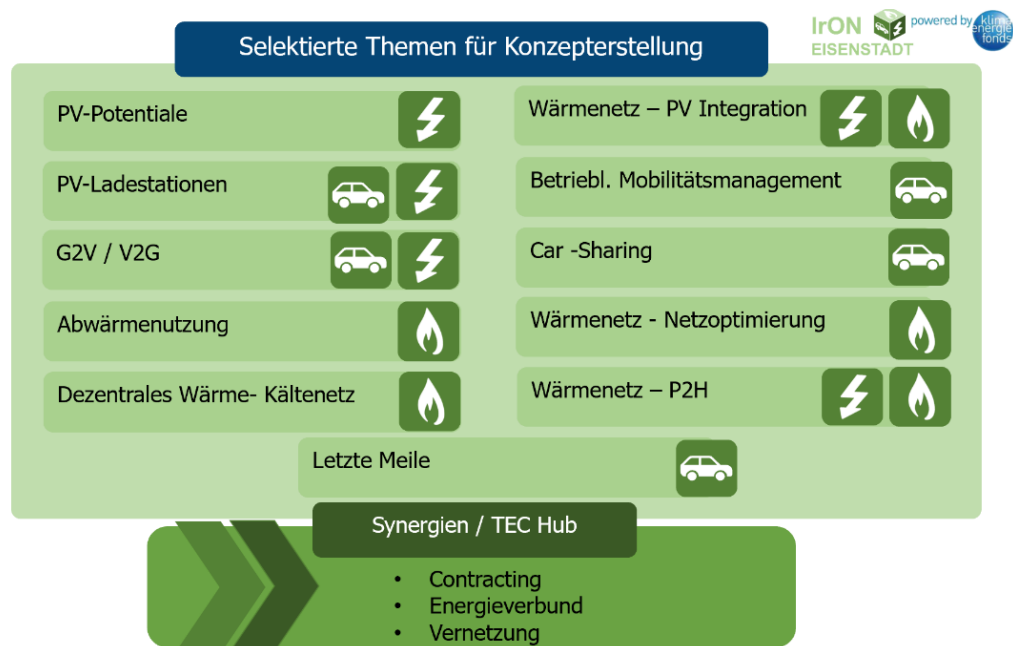 IrON
EISENSTADT
powered by
klima
energie
fonds
Selektierte Themen für Konzepterstellung
PV-Potentiale
PV-Ladestationen
G2V / V2G
Abwärmenutzung
Dezentrales Wärme- Kältenetz
Wärmenetz – PV Integration
Betriebl. Mobilitätsmanagement
Car -Sharing
Wärmenetz - Netzoptimierung
Wärmenetz – P2H
Letzte Meile
Synergien / TEC Hub
• Contracting
• Energieverbund
• Vernetzung